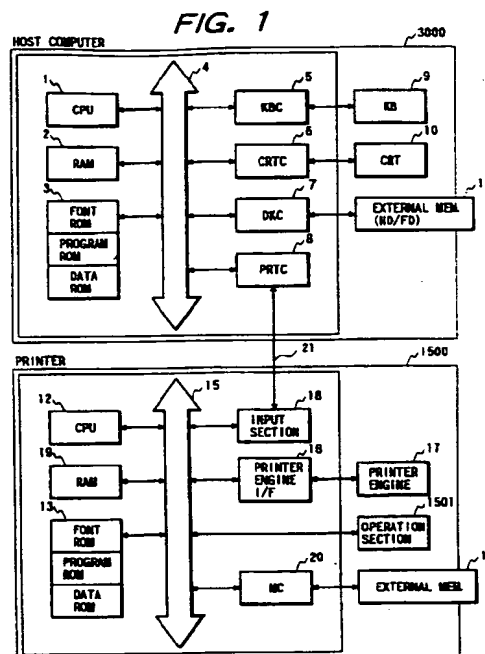 FIG. 1
HOST COMPUTER
3000
1
4
5
9
CPU
KBC
KB
2
6
10
RAM
CRTC
CRT
3
7
FONT ROM
DKC
EXTERNAL MEM.
(HD/FD)
PROGRAM ROM
8
DATA ROM
PRTC
21
PRINTER
1500
12
15
18
CPU
INPUT SECTION
19
16
17
RAM
PRINTER ENGINE I/F
PRINTER ENGINE
13
1501
FONT ROM
OPERATION SECTION
PROGRAM ROM
20
DATA ROM
MC
EXTERNAL MEM.